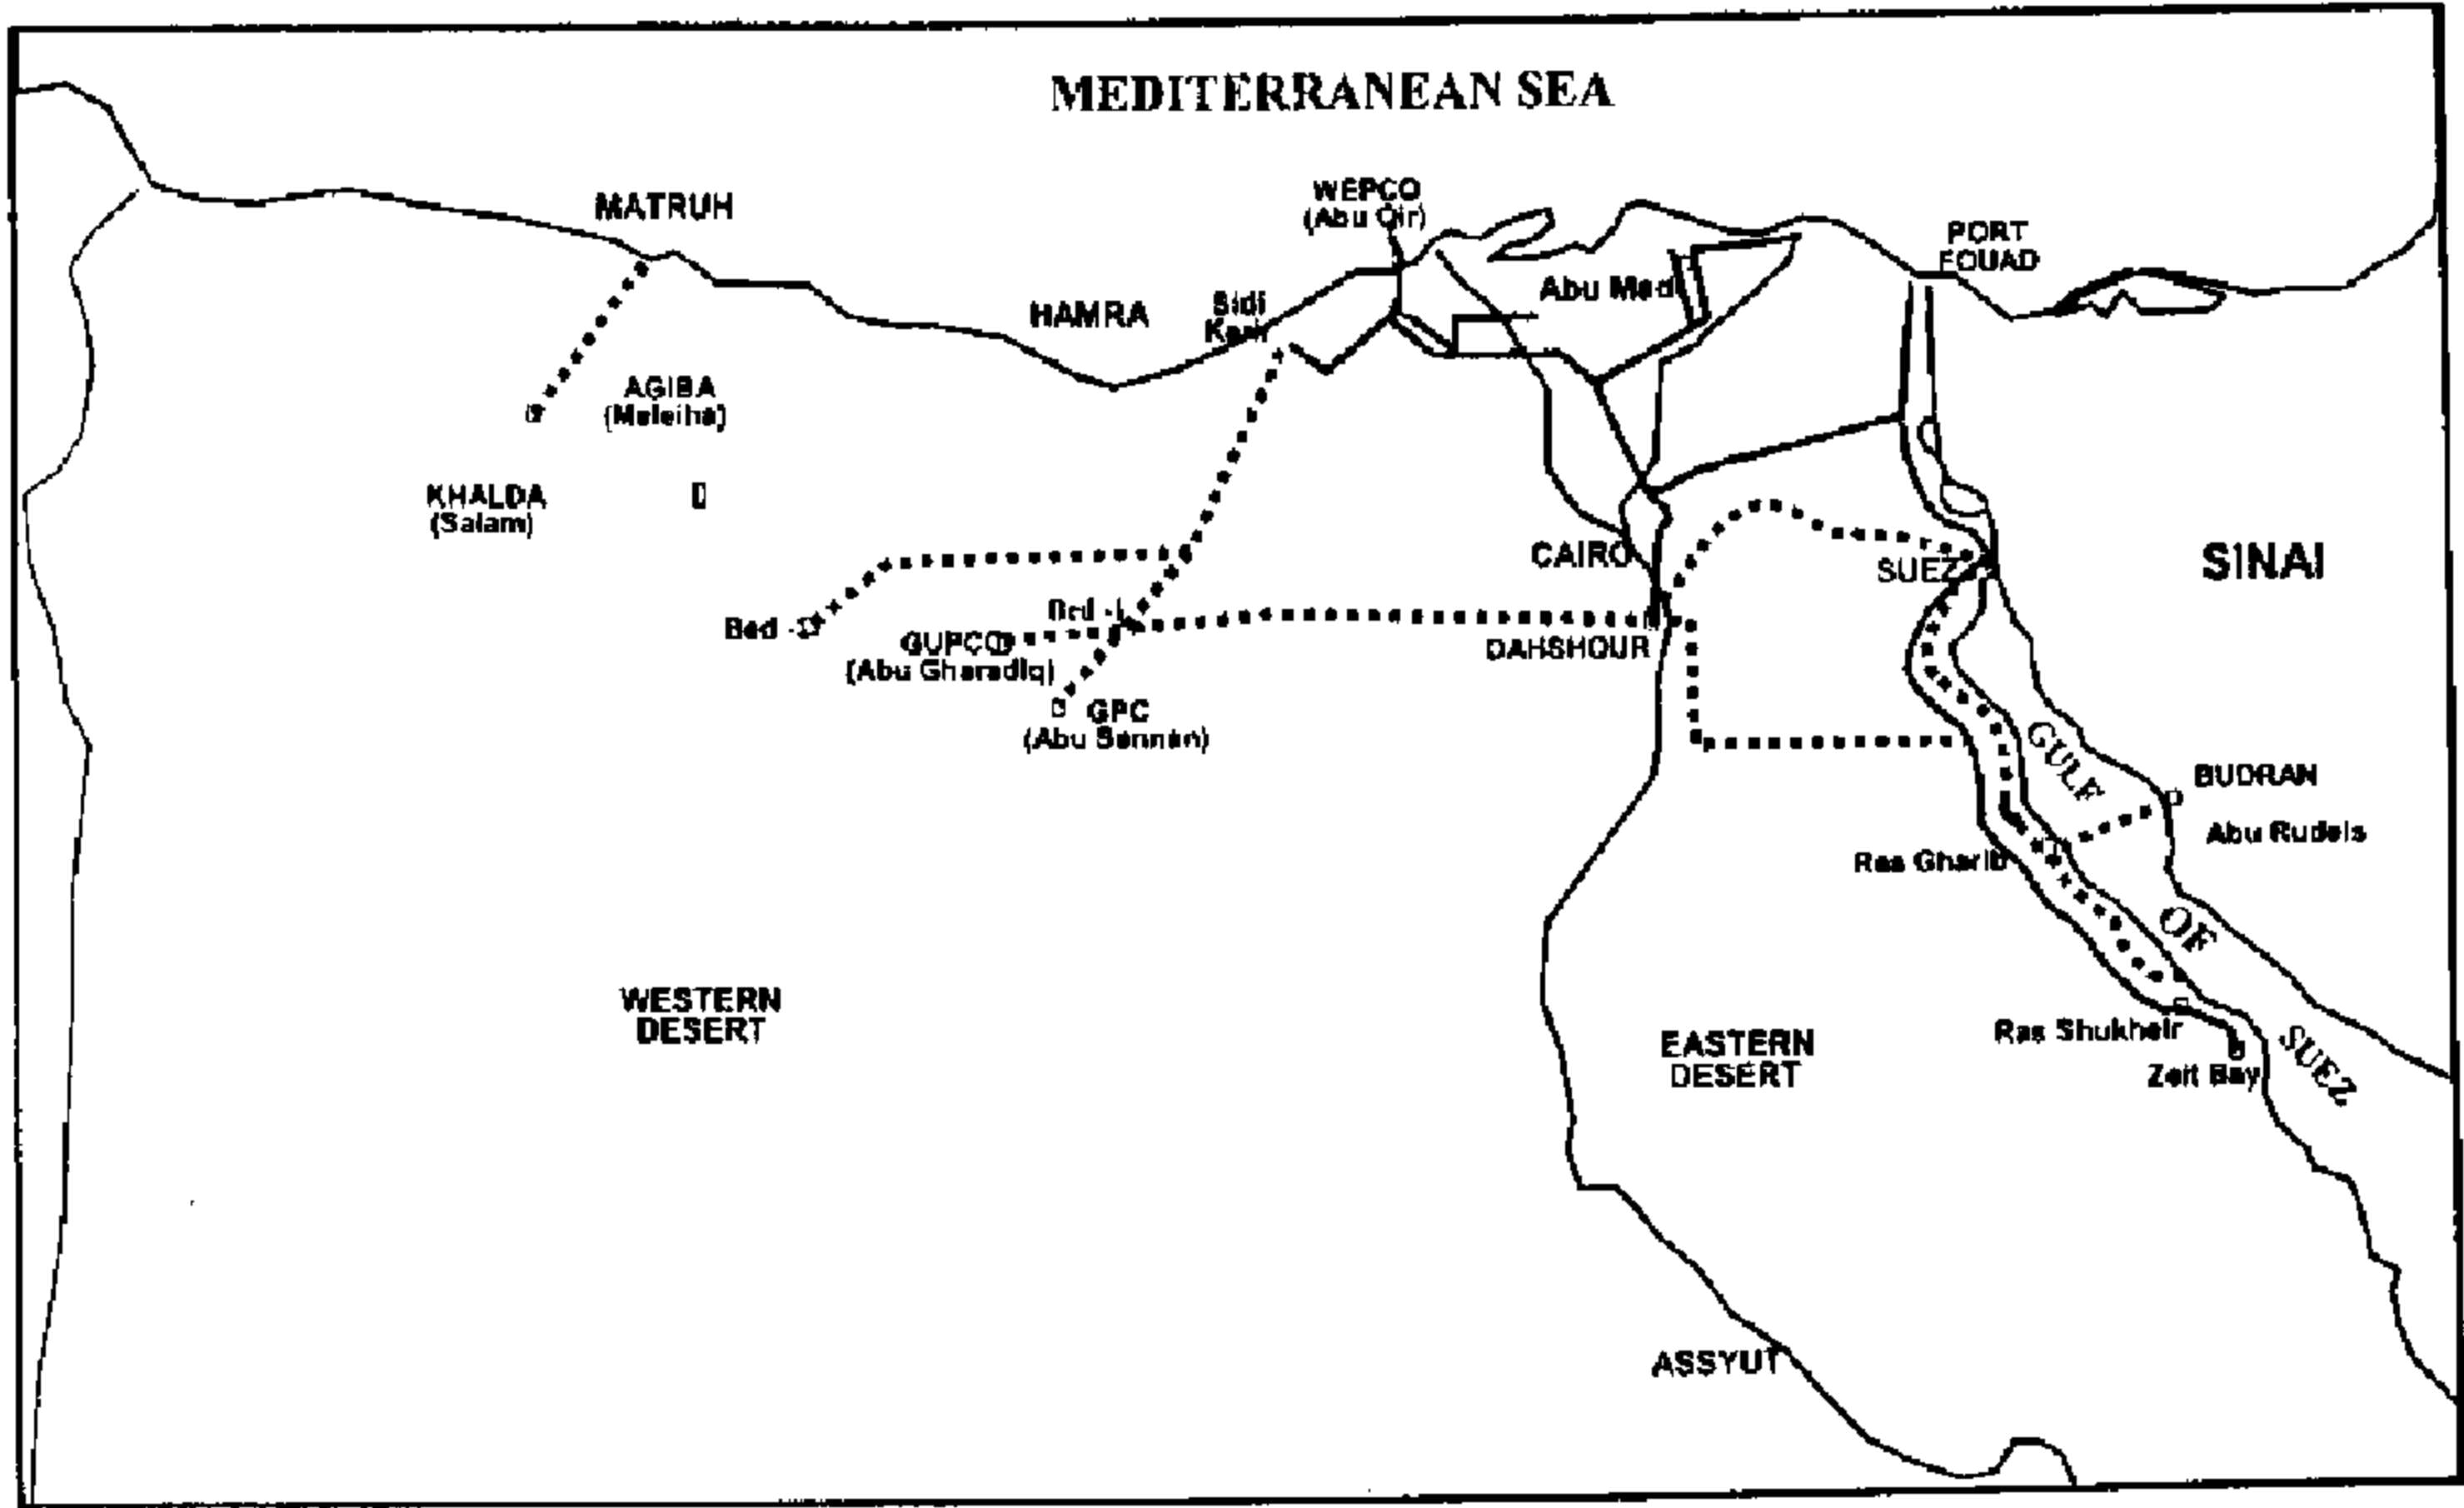 MEDITERRANEAN SEA
MATRUH
WEPCO
(Abu Qir)
PORT
FOUAD
Abu Madi
HAMRA
Sidi
Kerir
AGIBA
(Meleiha)
KHALDA
(Salam)
CAIRO
SUEZ
SINAI
Bed -1
Bed -
GUPCO
(Abu Gharadiq)
DAHSHOUR
GPC
(Abu Sennan)
GULF
OF
SUEZ
BUDRAN
Abu Rudeis
Ras Gharib
WESTERN
DESERT
EASTERN
DESERT
Ras Shukheir
Zeit Bay
ASSYUT